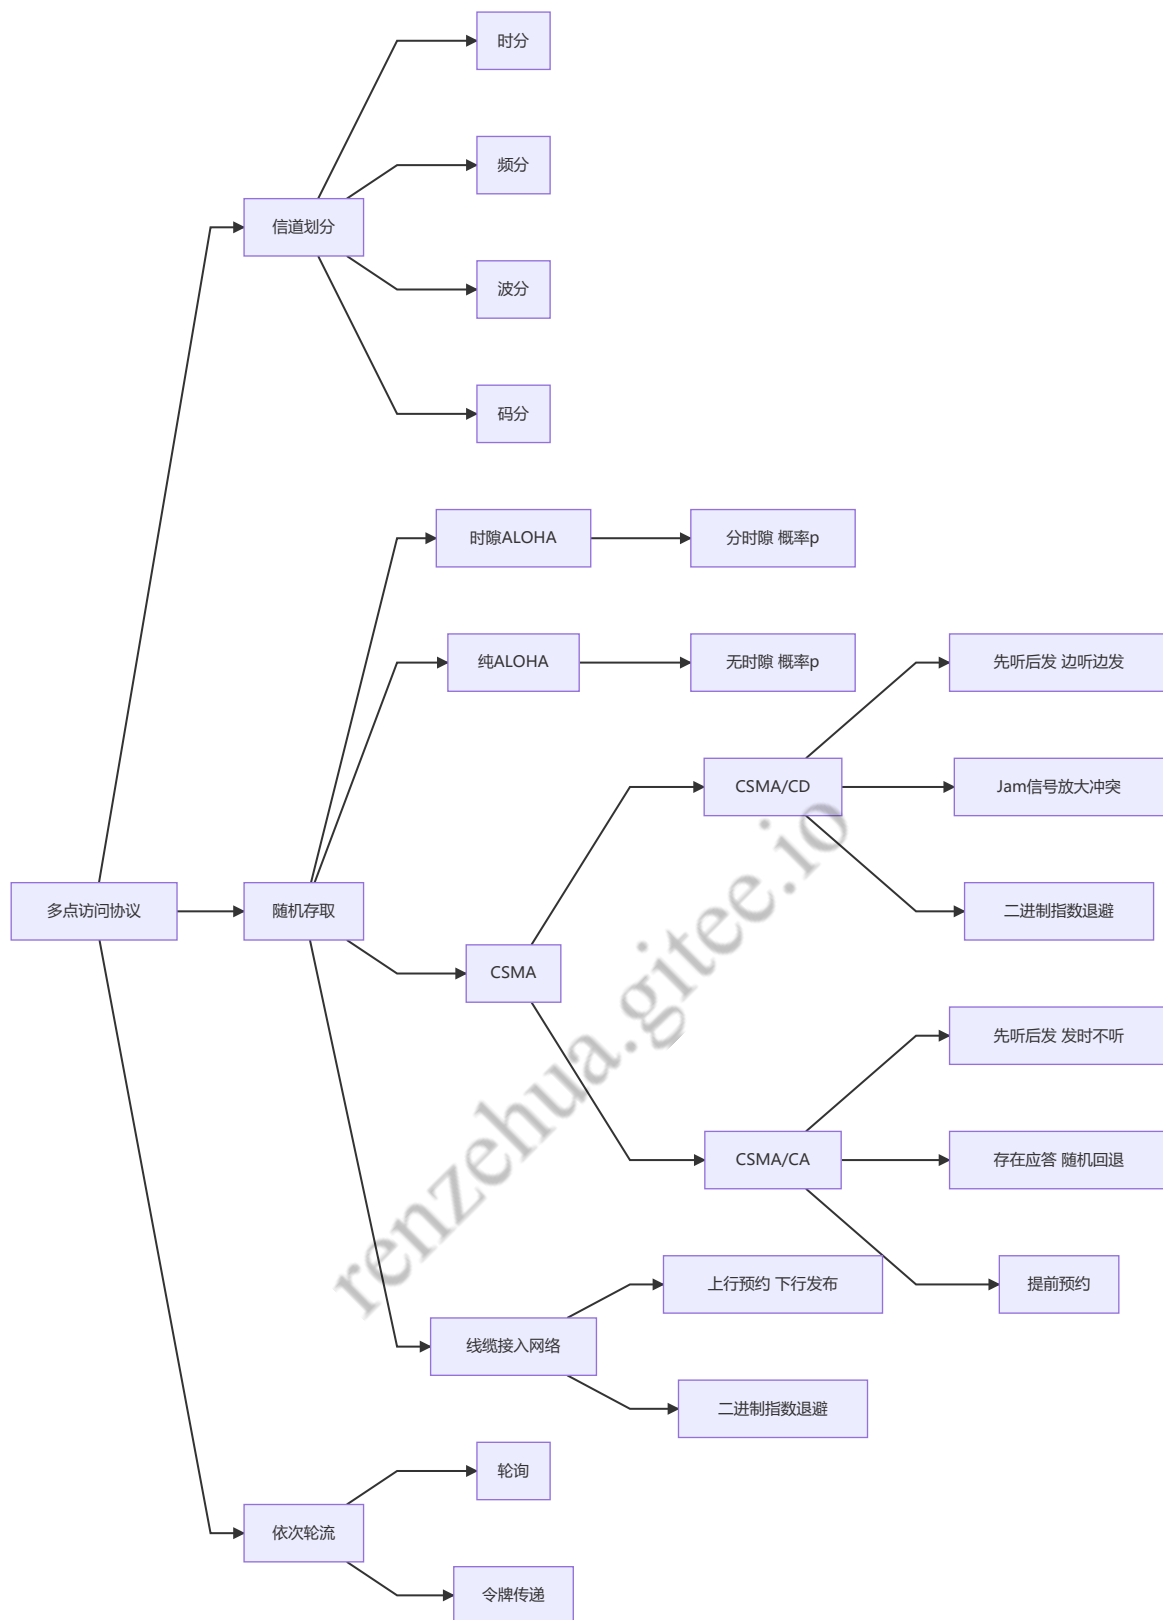 时分
频分
信道划分
波分
码分
时隙ALOHA
分时隙 概率p
纯ALOHA
无时隙 概率p
先听后发 边听边发
CSMA/CD
Jam信号放大冲突
多点访问协议
随机存取
二进制指数退避
CSMA
先听后发 发时不听
CSMA/CA
存在应答 随机回退
上行预约 下行发布
提前预约
线缆接入网络
二进制指数退避
轮询
依次轮流
令牌传递
renzehua.gitee.io